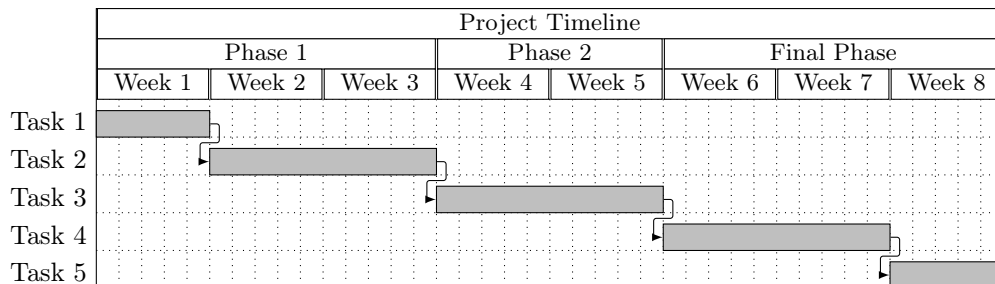 Project Timeline
Phase 1 Phase 2 Final Phase
Week 1 Week 2 Week 3 Week 4 Week 5 Week 6 Week 7 Week 8
Task 1
Task 2
Task 3
Task 4
Task 5